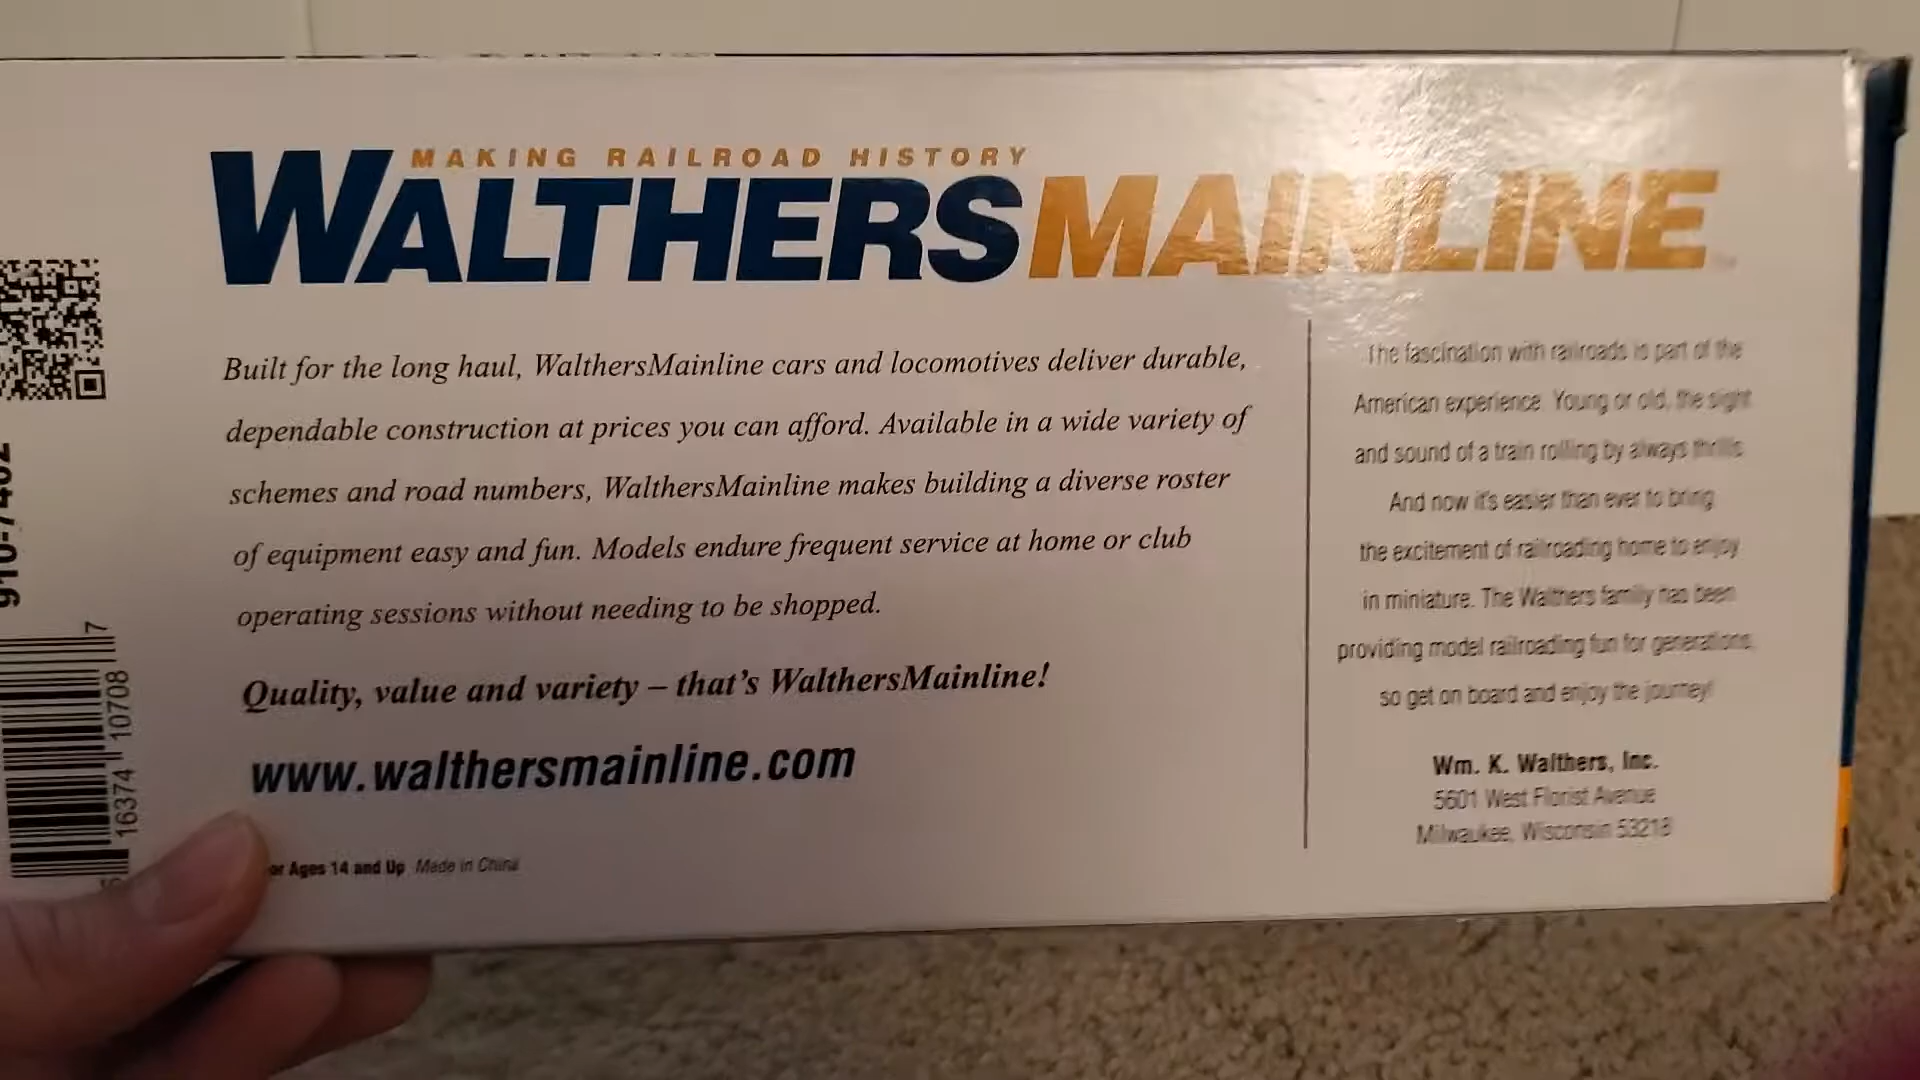 MAKING RAILROAD HISTORY
WALTHERSMAINLINE
Built for the long haul, WalthersMainline cars and locomotives deliver durable,
dependable construction at prices you can afford. Available in a wide variety of
schemes and road numbers, WalthersMainline makes building a diverse roster
of equipment easy and fun. Models endure frequent service at home or club
operating sessions without needing to be shopped.
Quality, value and variety – that's WalthersMainline!
www.walthersmainline.com
or Ages 14 and Up Made in China
The fascination with railroads is part of the
American experience. Young or old, the sight
and sound of a train rolling by always thrills.
And now it's easier than ever to bring
the excitement of railroading home to enjoy
in miniature. The Walthers family has been
providing model railroading fun for generations,
so get on board and enjoy the journey!
Wm. K. Walthers, Inc.
5601 West Florist Avenue
Milwaukee, Wisconsin 53218
16374 10708 7